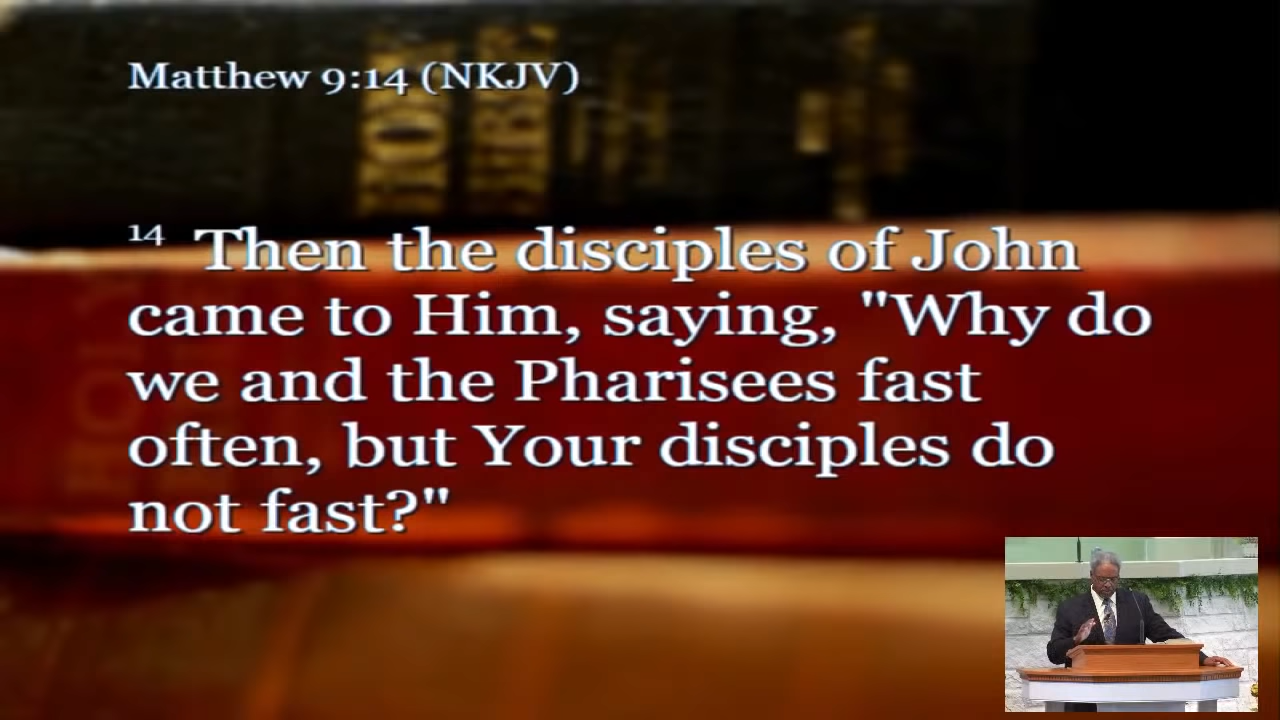 Matthew 9:14 (NKJV)
14 Then the disciples of John
came to Him, saying, "Why do
we and the Pharisees fast
often, but Your disciples do
not fast?"